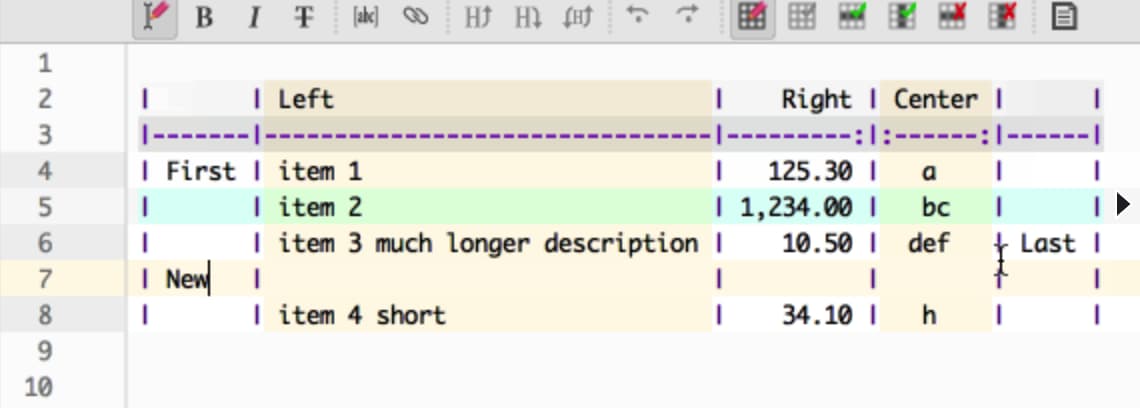 B I T [abc] H H (H)
1
2 | | Left | Right | Center | |
3 |-------|--------------------------------|---------:|:------:|------|
4 | First | item 1 | 125.30 | a | |
5 | | item 2 | 1,234.00 | bc | |
6 | | item 3 much longer description | 10.50 | def | Last |
7 | New | | | | |
8 | | item 4 short | 34.10 | h | |
9
10